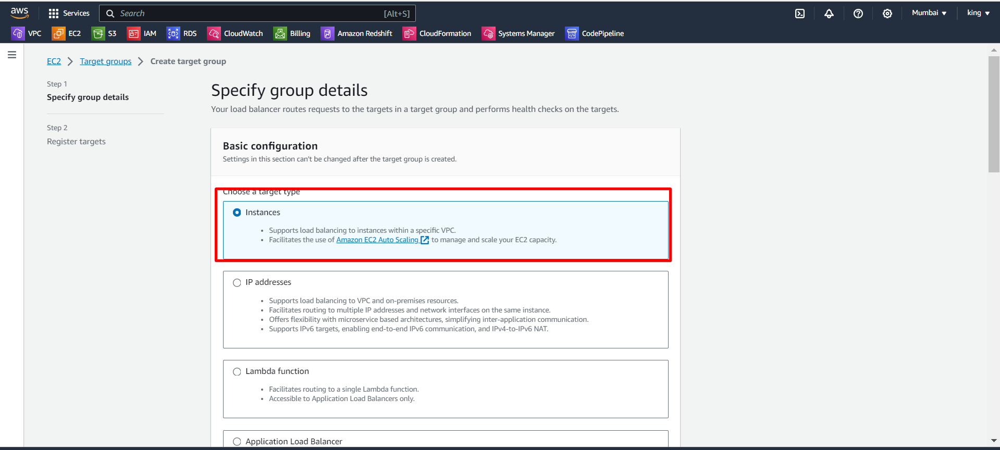 aws Services Search [Alt+S] Mumbai king
VPC EC2 S3 IAM RDS CloudWatch Billing Amazon Redshift CloudFormation Systems Manager CodePipeline
EC2 Target groups Create target group
Step 1
Specify group details
Step 2
Register targets
Specify group details
Your load balancer routes requests to the targets in a target group and performs health checks on the targets.
Basic configuration
Settings in this section can't be changed after the target group is created.
Choose a target type
Instances
• Supports load balancing to instances within a specific VPC.
• Facilitates the use of Amazon EC2 Auto Scaling to manage and scale your EC2 capacity.
IP addresses
• Supports load balancing to VPC and on-premises resources.
• Facilitates routing to multiple IP addresses and network interfaces on the same instance.
• Offers flexibility with microservice based architectures, simplifying inter-application communication.
• Supports IPv6 targets, enabling end-to-end IPv6 communication, and IPv4-to-IPv6 NAT.
Lambda function
• Facilitates routing to a single Lambda function.
• Accessible to Application Load Balancers only.
Application Load Balancer